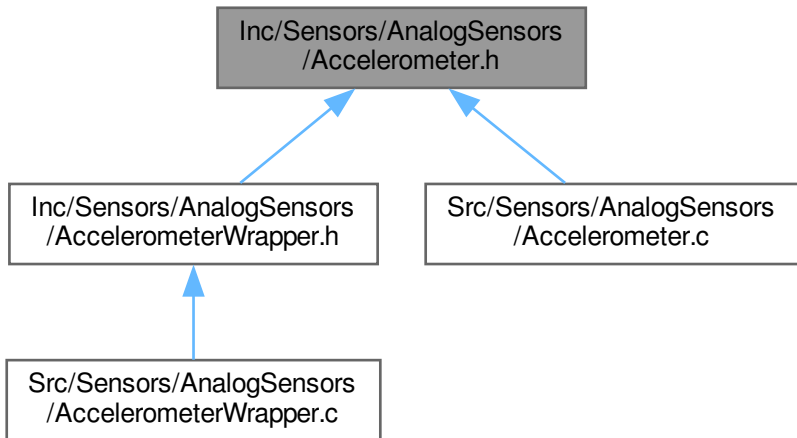 Inc/Sensors/AnalogSensors
/Accelerometer.h
Inc/Sensors/AnalogSensors
/AccelerometerWrapper.h
Src/Sensors/AnalogSensors
/Accelerometer.c
Src/Sensors/AnalogSensors
/AccelerometerWrapper.c